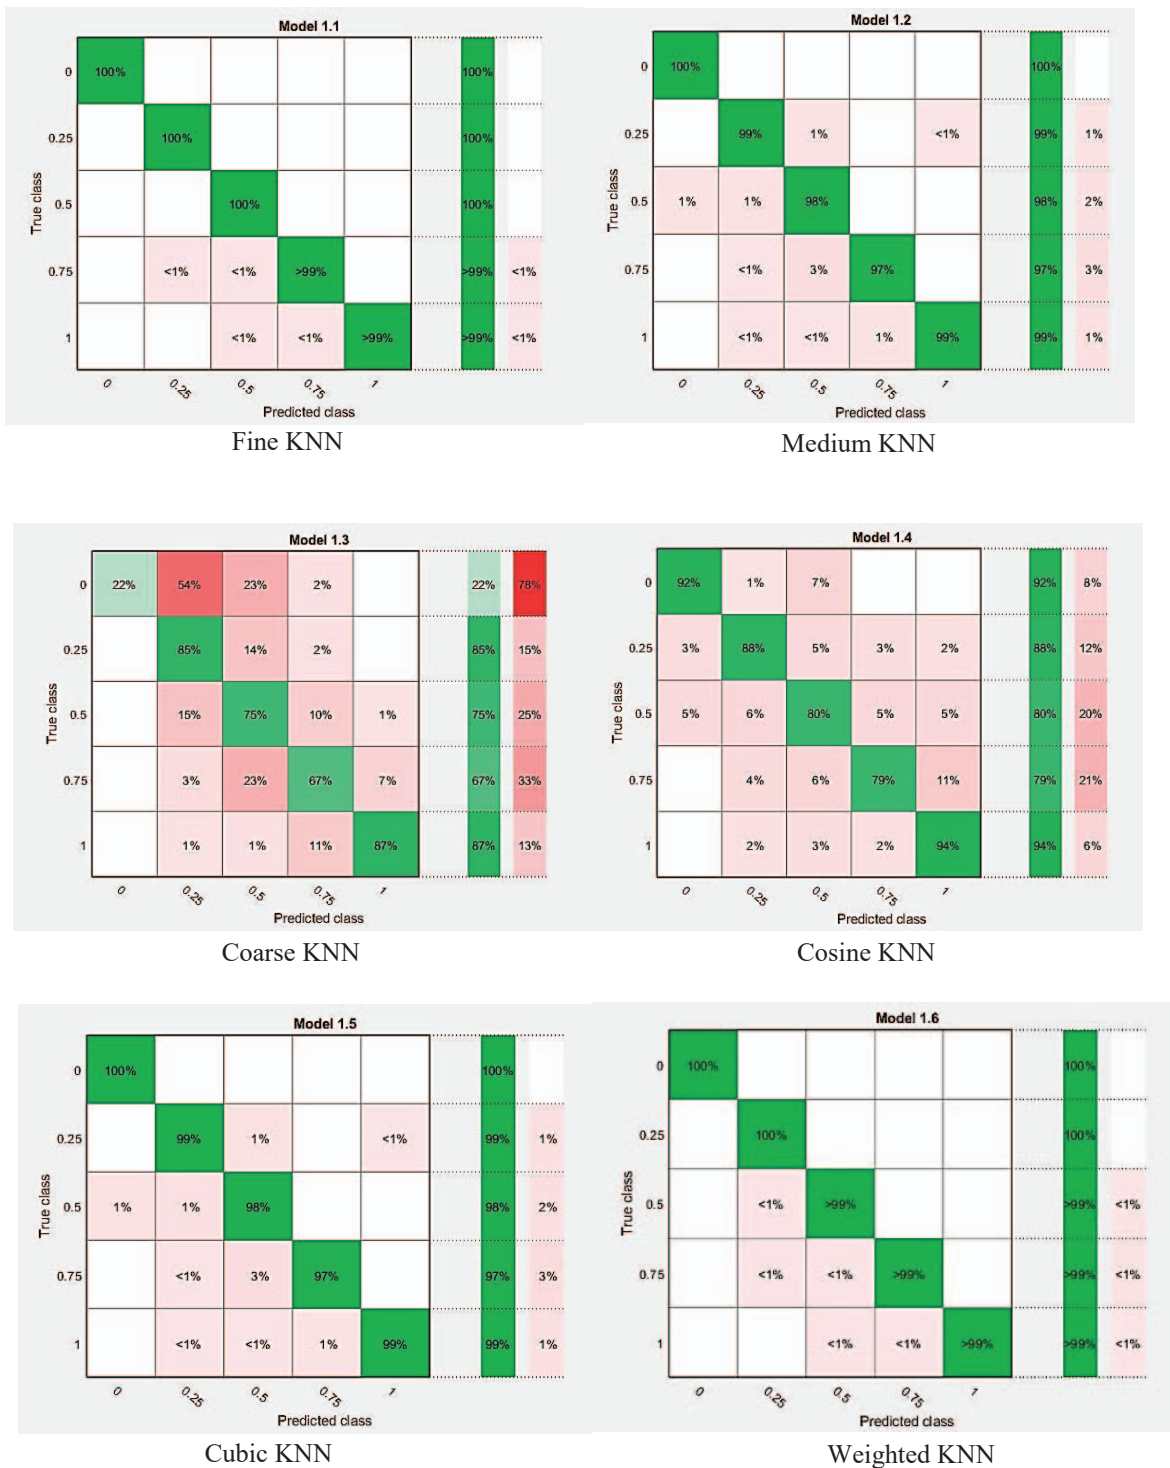 Model 1.1
0 100% 100%
0.25 100% 100%
0.5 100% 100%
0.75 <1% <1% >99% >99% <1%
1 <1% <1% >99% >99% <1%
0 0.25 0.5 0.75 1
True class
Predicted class
Fine KNN
Model 1.2
0 100% 100%
0.25 99% 1% <1% 99% 1%
0.5 1% 1% 98% 98% 2%
0.75 <1% 3% 97% 97% 3%
1 <1% <1% 1% 99% 99% 1%
0 0.25 0.5 0.75 1
True class
Predicted class
Medium KNN
Model 1.3
0 22% 54% 23% 2% 22% 78%
0.25 85% 14% 2% 85% 15%
0.5 15% 75% 10% 1% 75% 25%
0.75 3% 23% 67% 7% 67% 33%
1 1% 1% 11% 87% 87% 13%
0 0.25 0.5 0.75 1
True class
Predicted class
Coarse KNN
Model 1.4
0 92% 1% 7% 92% 8%
0.25 3% 88% 5% 3% 2% 88% 12%
0.5 5% 6% 80% 5% 5% 80% 20%
0.75 4% 6% 79% 11% 79% 21%
1 2% 3% 2% 94% 94% 6%
0 0.25 0.5 0.75 1
True class
Predicted class
Cosine KNN
Model 1.5
0 100% 100%
0.25 99% 1% <1% 99% 1%
0.5 1% 1% 98% 98% 2%
0.75 <1% 3% 97% 97% 3%
1 <1% <1% 1% 99% 99% 1%
0 0.25 0.5 0.75 1
True class
Predicted class
Cubic KNN
Model 1.6
0 100% 100%
0.25 100% 100%
0.5 <1% >99% >99% <1%
0.75 <1% <1% >99% >99% <1%
1 <1% <1% >99% >99% <1%
0 0.25 0.5 0.75 1
True class
Predicted class
Weighted KNN